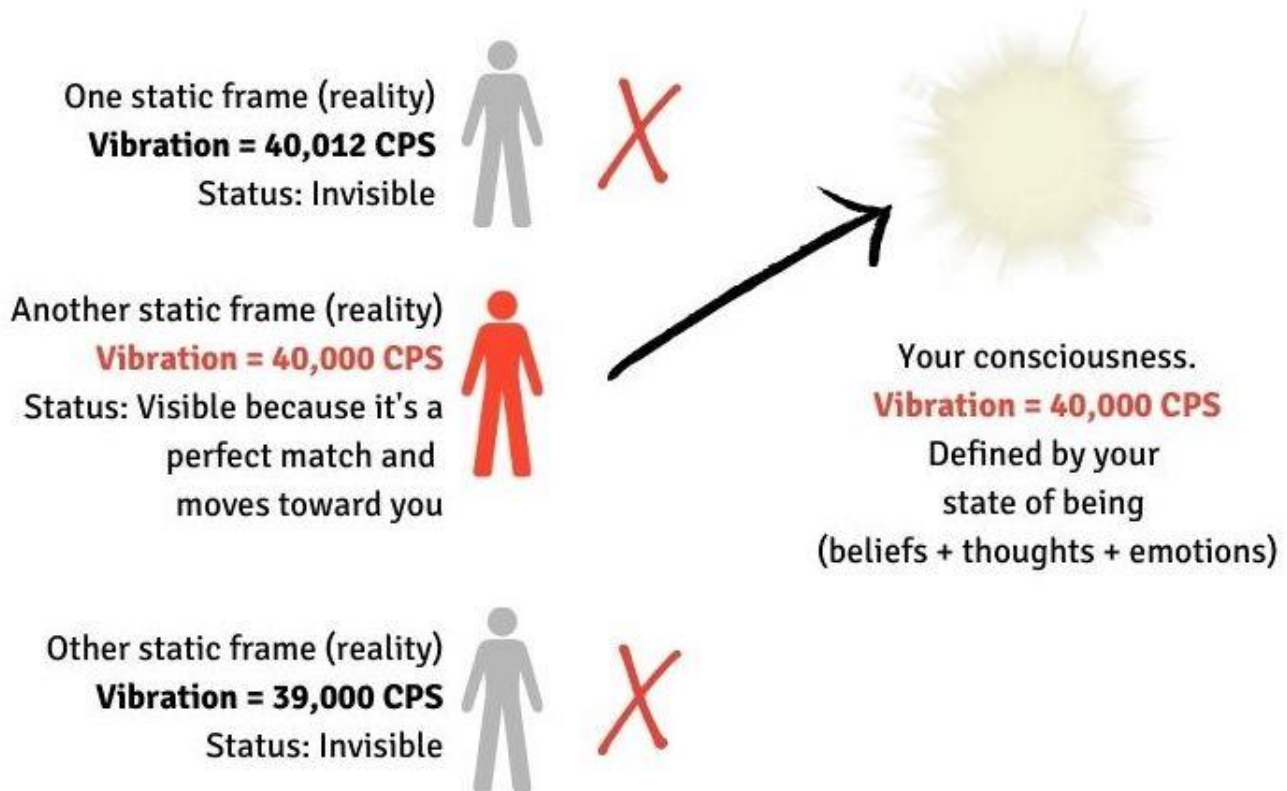 One static frame (reality)
Vibration = 40,012 CPS
Status: Invisible
Another static frame (reality)
Vibration = 40,000 CPS
Status: Visible because it's a
perfect match and
moves toward you
Your consciousness.
Vibration = 40,000 CPS
Defined by your
state of being
(beliefs + thoughts + emotions)
Other static frame (reality)
Vibration = 39,000 CPS
Status: Invisible